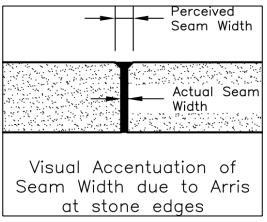 Perceived
Seam Width
Actual Seam
Width
Visual Accentuation of
Seam Width due to Arris
at stone edges